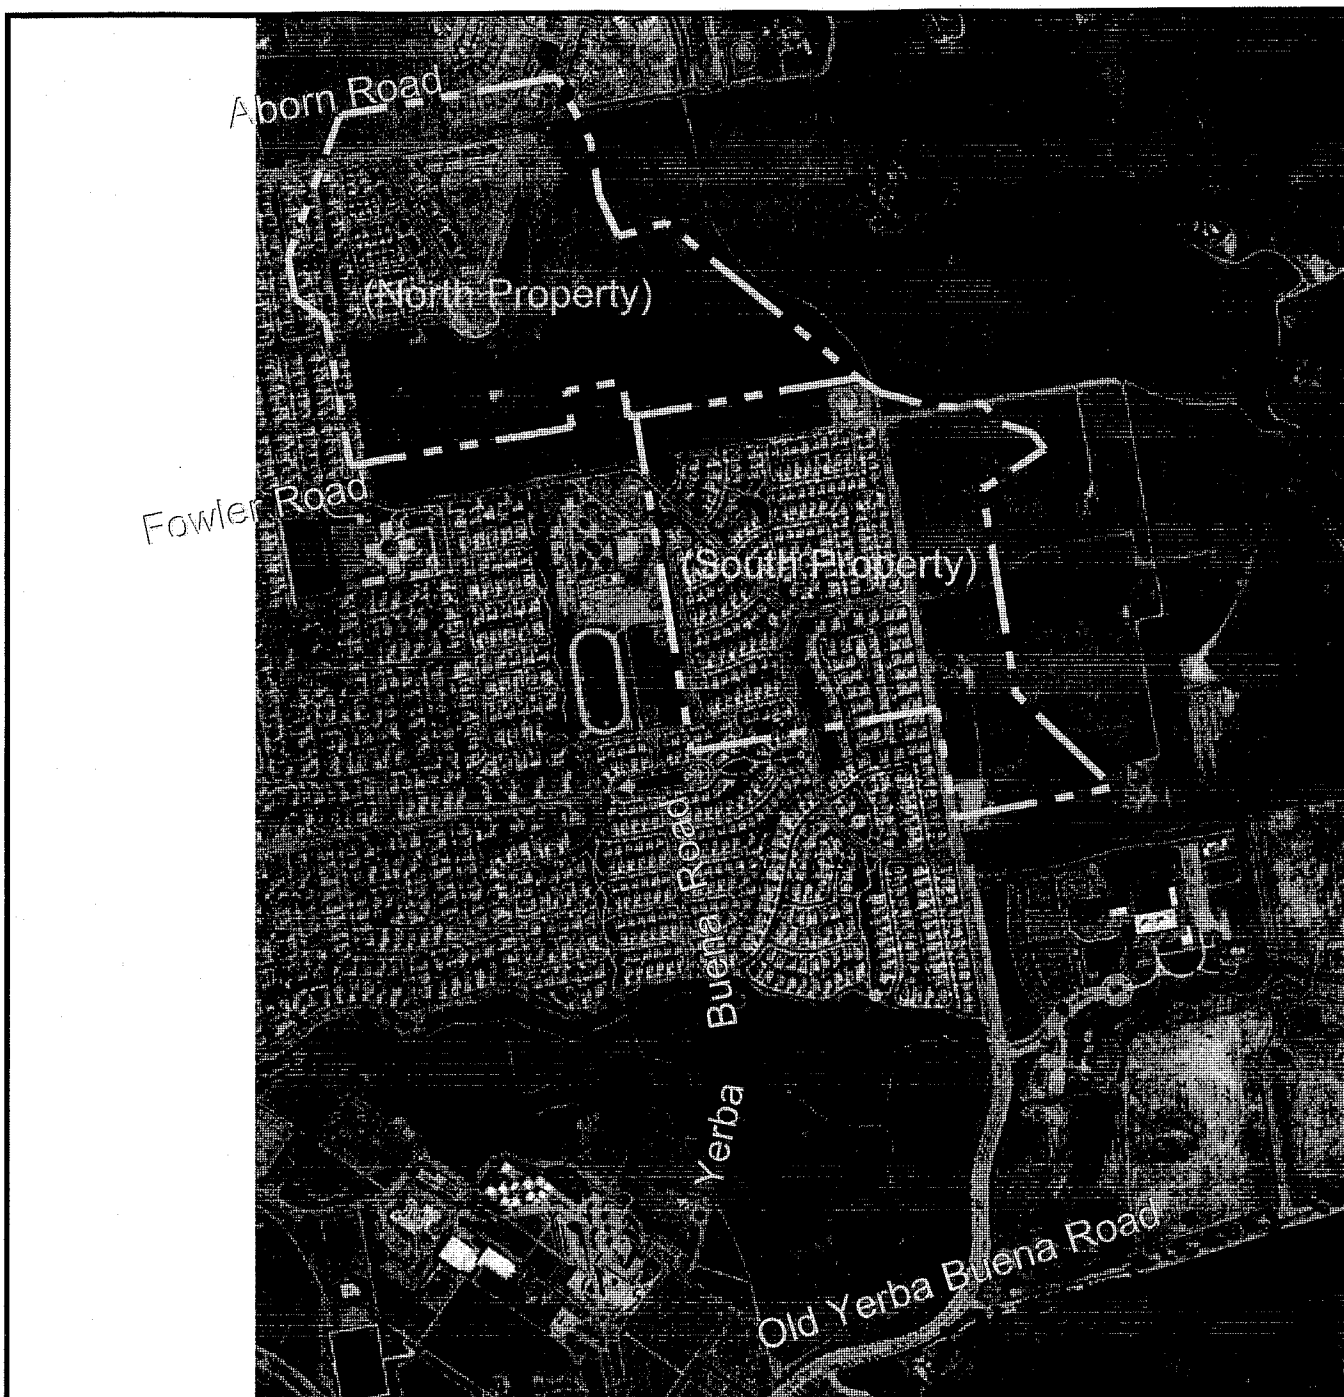 Aborn Road
(North Property)
Fowler Road
(South Property)
Yerba Buena Road
Old Yerba Buena Road